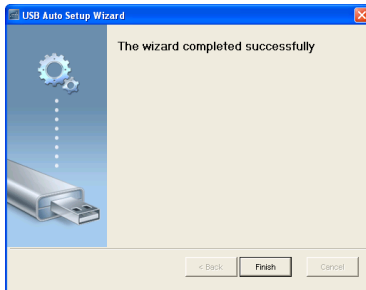 USB Auto Setup Wizard
The wizard completed successfully
< Back
Finish
Cancel